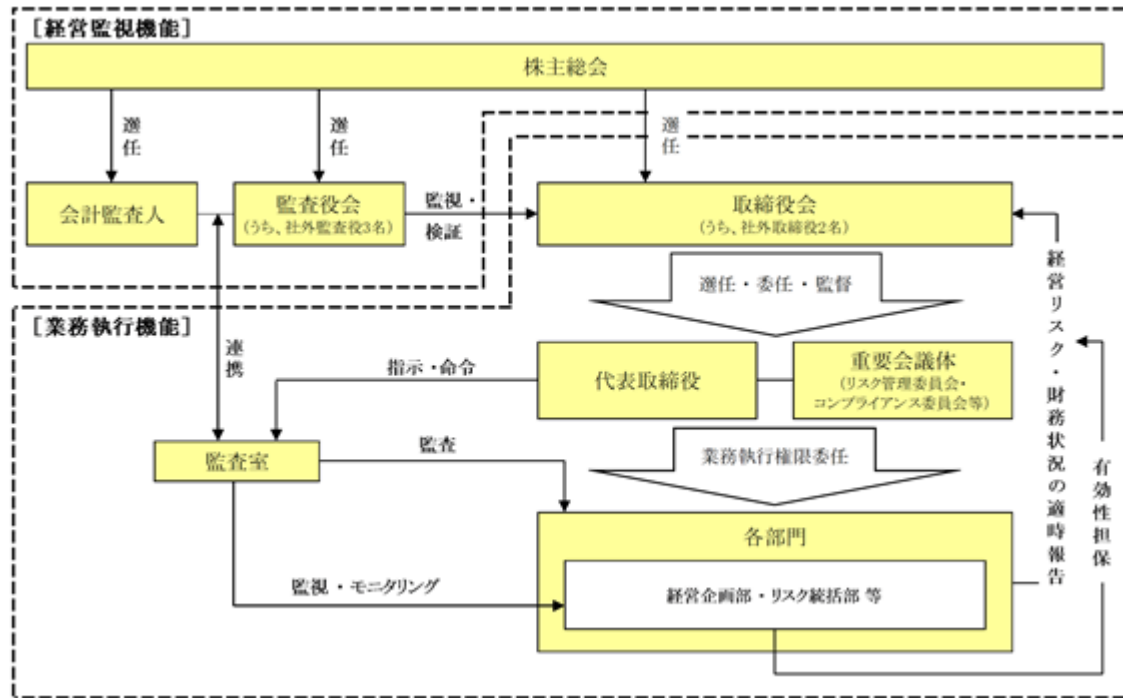 ［経営監視機能］
株主総会
選任
選任
選任
会計監査人
監査役会
（うち、社外監査役3名）
監視・
検証
取締役会
（うち、社外取締役2名）
選任・委任・監督
［業務執行機能］
連携
指示・命令
代表取締役
重要会議体
（リスク管理委員会・
コンプライアンス委員会等）
経営リスク・財務状況の適時報告
有効性担保
監査室
監査
業務執行権限委任
各部門
監視・モニタリング
経営企画部・リスク統括部 等